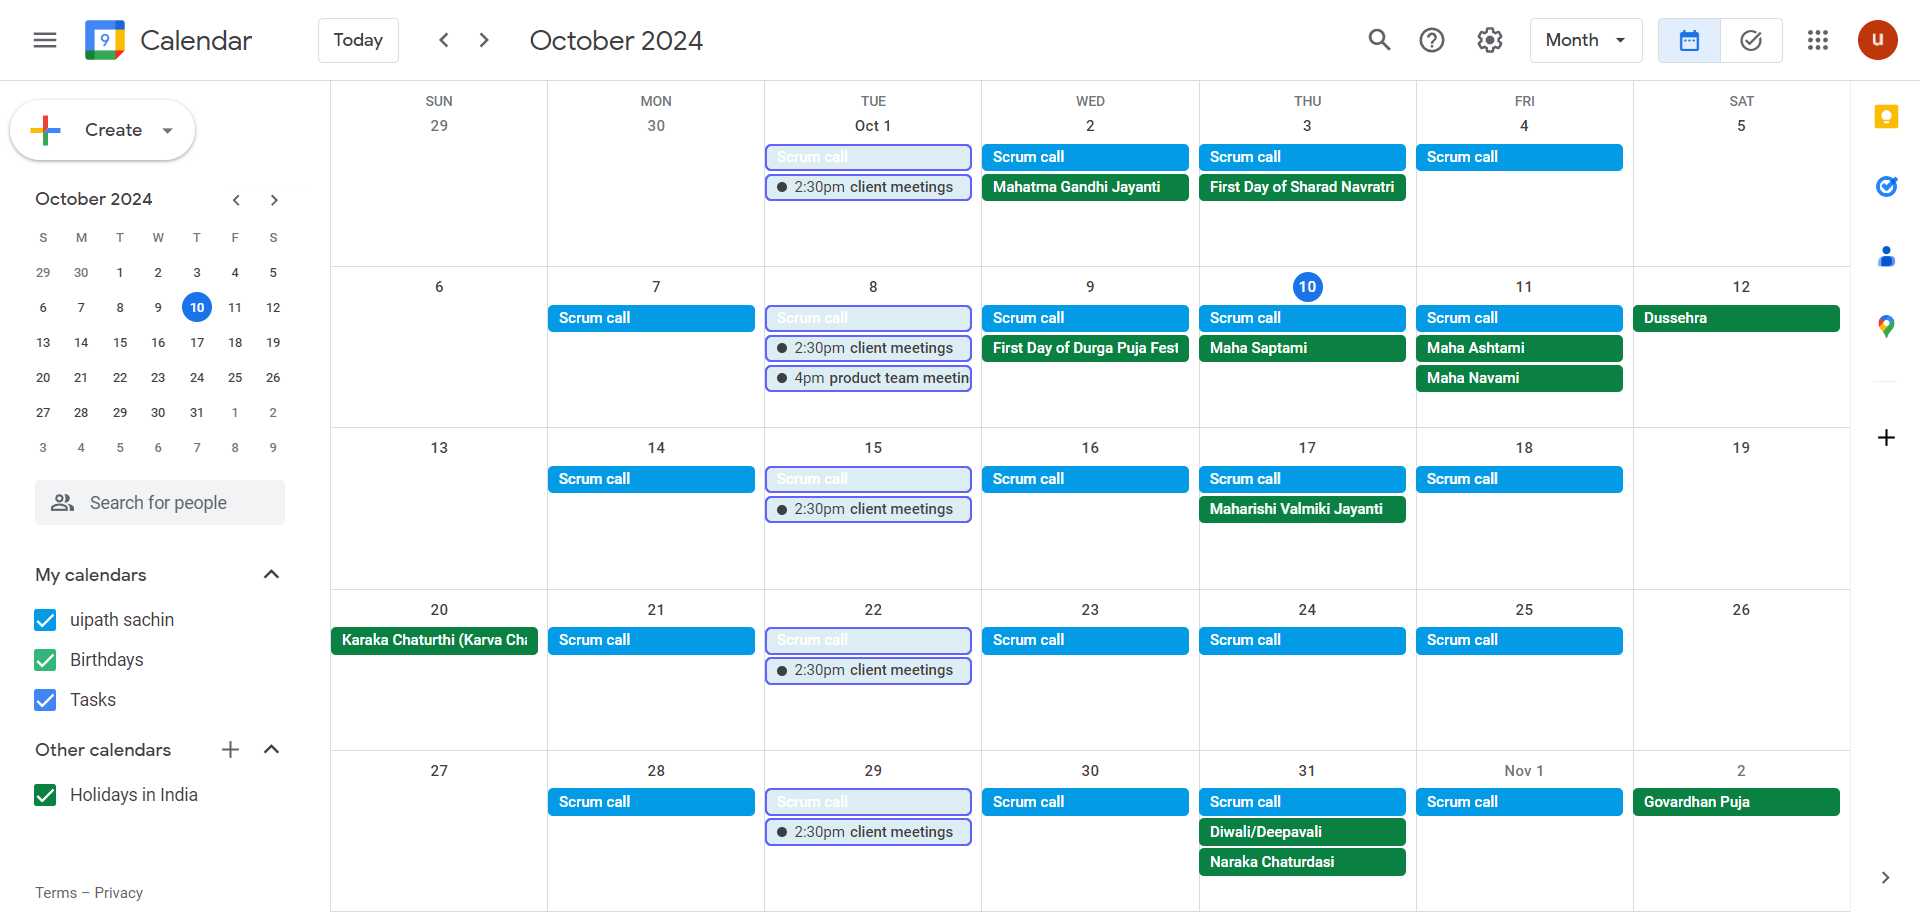 9 Calendar Today October 2024 Month u
Create
October 2024
S M T W T F S
29 30 1 2 3 4 5
6 7 8 9 10 11 12
13 14 15 16 17 18 19
20 21 22 23 24 25 26
27 28 29 30 31 1 2
3 4 5 6 7 8 9
Search for people
My calendars
uipath sachin
Birthdays
Tasks
Other calendars
Holidays in India
Terms – Privacy
SUN MON TUE WED THU FRI SAT
29 30 Oct 1 2 3 4 5
Scrum call Scrum call Scrum call Scrum call
2:30pm client meetings Mahatma Gandhi Jayanti First Day of Sharad Navratri
6 7 8 9 10 11 12
Scrum call Scrum call Scrum call Scrum call Scrum call Dussehra
2:30pm client meetings First Day of Durga Puja Fest Maha Saptami Maha Ashtami
4pm product team meetin Maha Navami
13 14 15 16 17 18 19
Scrum call Scrum call Scrum call Scrum call Scrum call
2:30pm client meetings Maharishi Valmiki Jayanti
20 21 22 23 24 25 26
Karaka Chaturthi (Karva Cha Scrum call Scrum call Scrum call Scrum call Scrum call
2:30pm client meetings
27 28 29 30 31 Nov 1 2
Scrum call Scrum call Scrum call Scrum call Scrum call Govardhan Puja
2:30pm client meetings Diwali/Deepavali
Naraka Chaturdasi